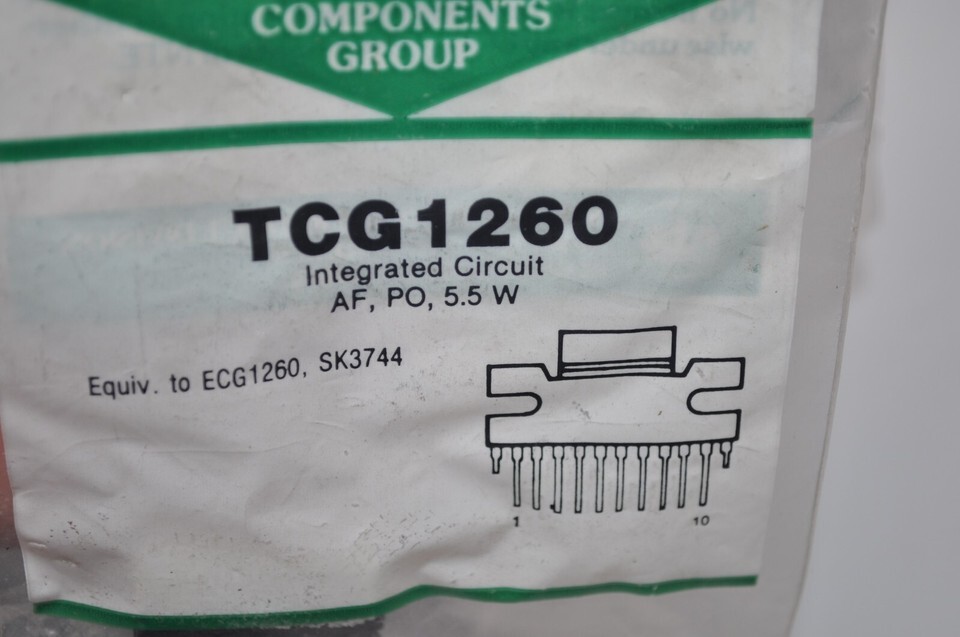 COMPONENTS
GROUP
TCG1260
Integrated Circuit
AF, PO, 5.5 W
Equiv. to ECG1260, SK3744
1 10